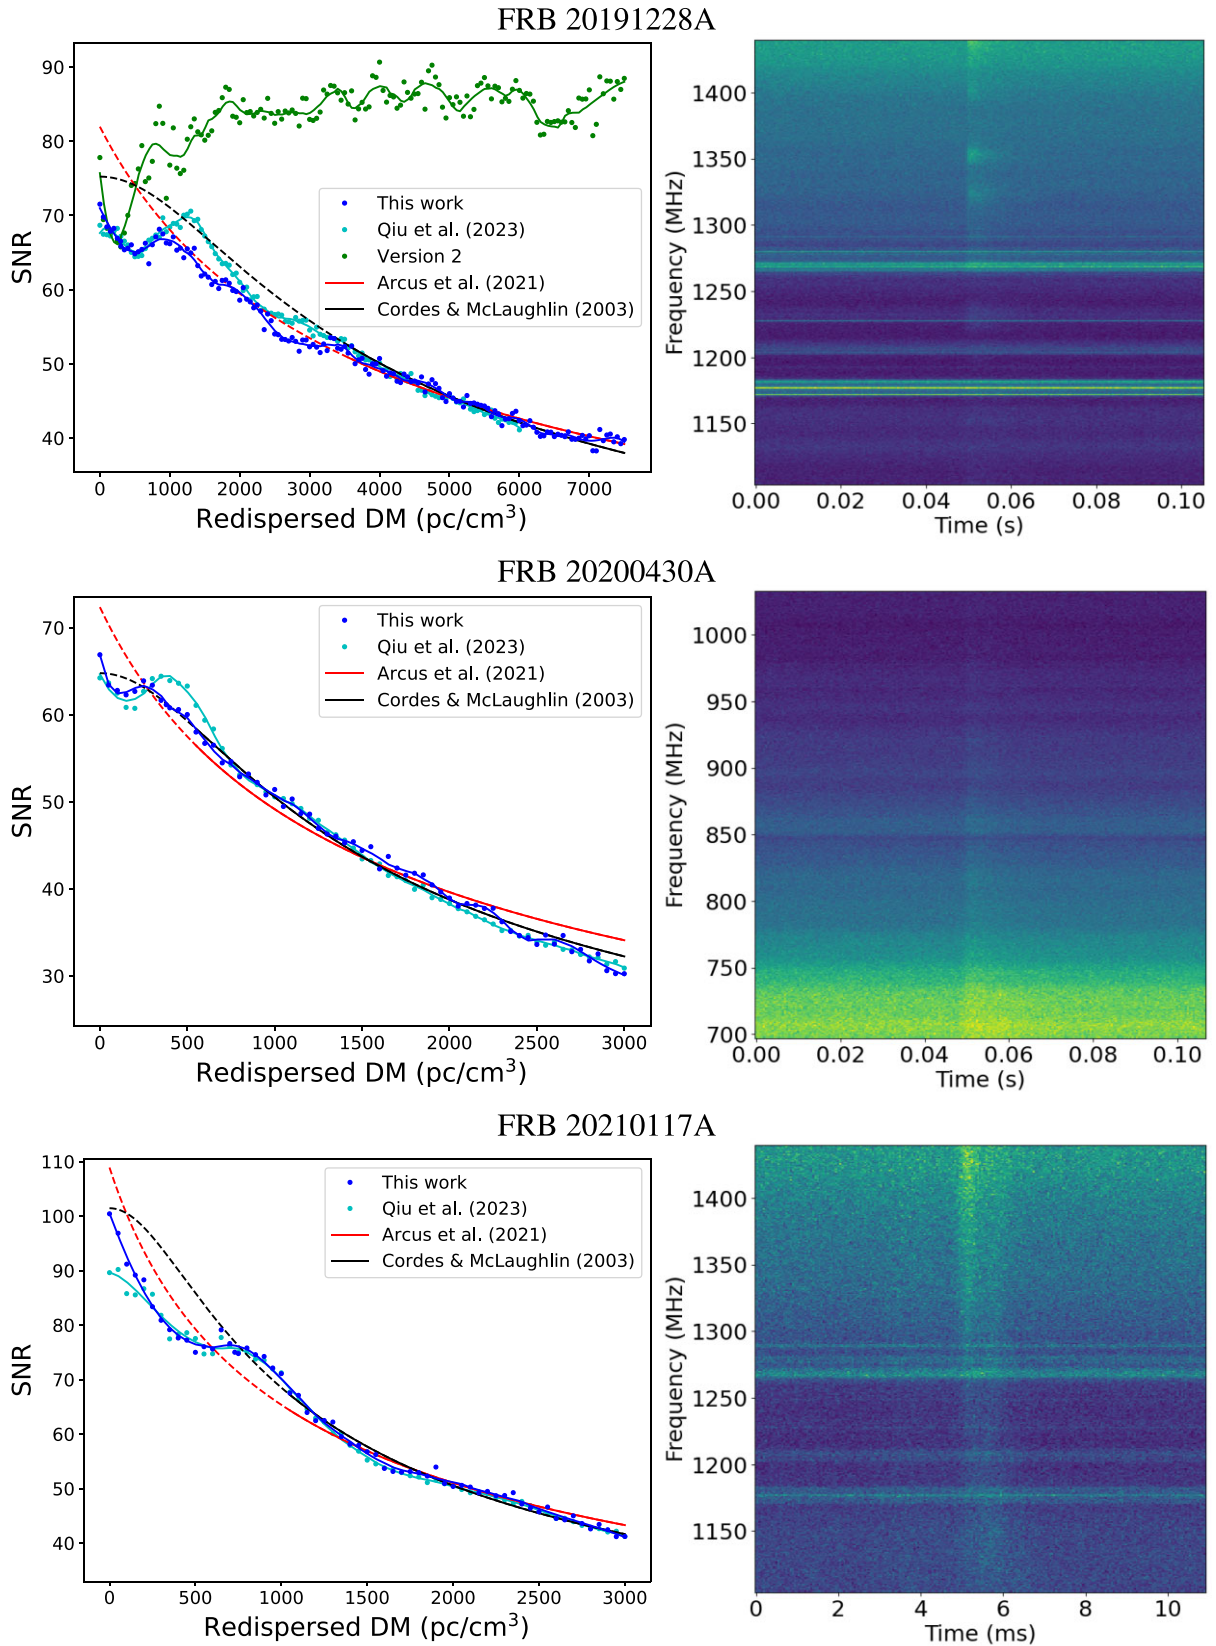 FRB 20191228A
90
80
70
60
50
40
SNR
0 1000 2000 3000 4000 5000 6000 7000
Redispersed DM (pc/cm³)
This work
Qiu et al. (2023)
Version 2
Arcus et al. (2021)
Cordes & McLaughlin (2003)
1400
1350
1300
1250
1200
1150
Frequency (MHz)
0.00 0.02 0.04 0.06 0.08 0.10
Time (s)
FRB 20200430A
70
60
50
40
30
SNR
0 500 1000 1500 2000 2500 3000
Redispersed DM (pc/cm³)
This work
Qiu et al. (2023)
Arcus et al. (2021)
Cordes & McLaughlin (2003)
1000
950
900
850
800
750
700
Frequency (MHz)
0.00 0.02 0.04 0.06 0.08 0.10
Time (s)
FRB 20210117A
110
100
90
80
70
60
50
40
SNR
0 500 1000 1500 2000 2500 3000
Redispersed DM (pc/cm³)
This work
Qiu et al. (2023)
Arcus et al. (2021)
Cordes & McLaughlin (2003)
1400
1350
1300
1250
1200
1150
Frequency (MHz)
0 2 4 6 8 10
Time (ms)